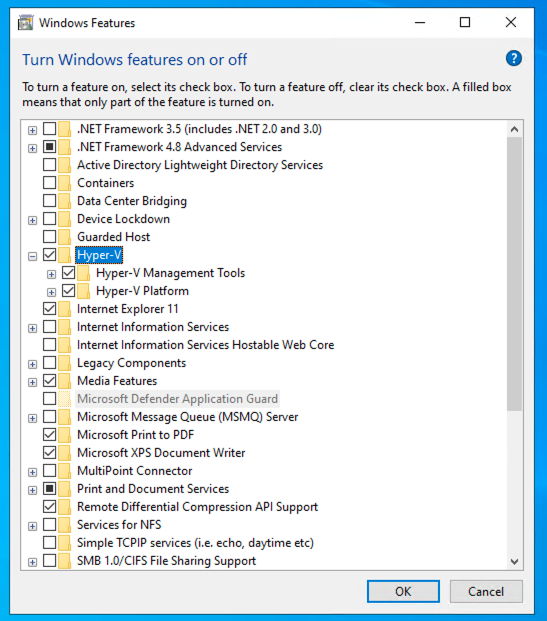 Windows Features
Turn Windows features on or off
?
To turn a feature on, select its check box. To turn a feature off, clear its check box. A filled box
means that only part of the feature is turned on.
.NET Framework 3.5 (includes .NET 2.0 and 3.0)
.NET Framework 4.8 Advanced Services
Active Directory Lightweight Directory Services
Containers
Data Center Bridging
Device Lockdown
Guarded Host
Hyper-V
Hyper-V Management Tools
Hyper-V Platform
Internet Explorer 11
Internet Information Services
Internet Information Services Hostable Web Core
Legacy Components
Media Features
Microsoft Defender Application Guard
Microsoft Message Queue (MSMQ) Server
Microsoft Print to PDF
Microsoft XPS Document Writer
MultiPoint Connector
Print and Document Services
Remote Differential Compression API Support
Services for NFS
Simple TCPIP services (i.e. echo, daytime etc)
SMB 1.0/CIFS File Sharing Support
OK
Cancel